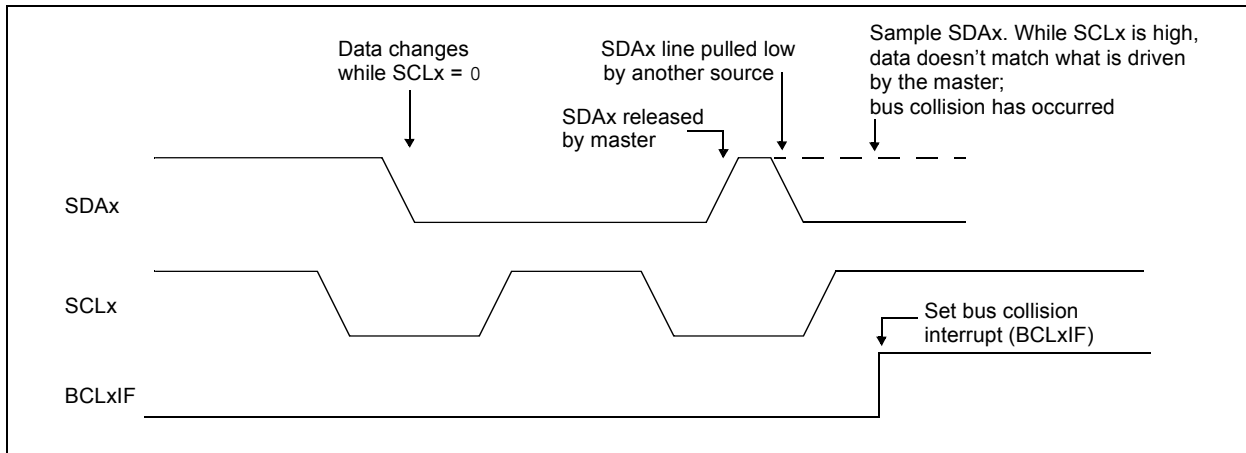 Data changes
while SCLx = 0
SDAx line pulled low
by another source
Sample SDAx. While SCLx is high,
data doesn’t match what is driven
by the master;
bus collision has occurred
SDAx released
by master
SDAx
SCLx
Set bus collision
interrupt (BCLxIF)
BCLxIF